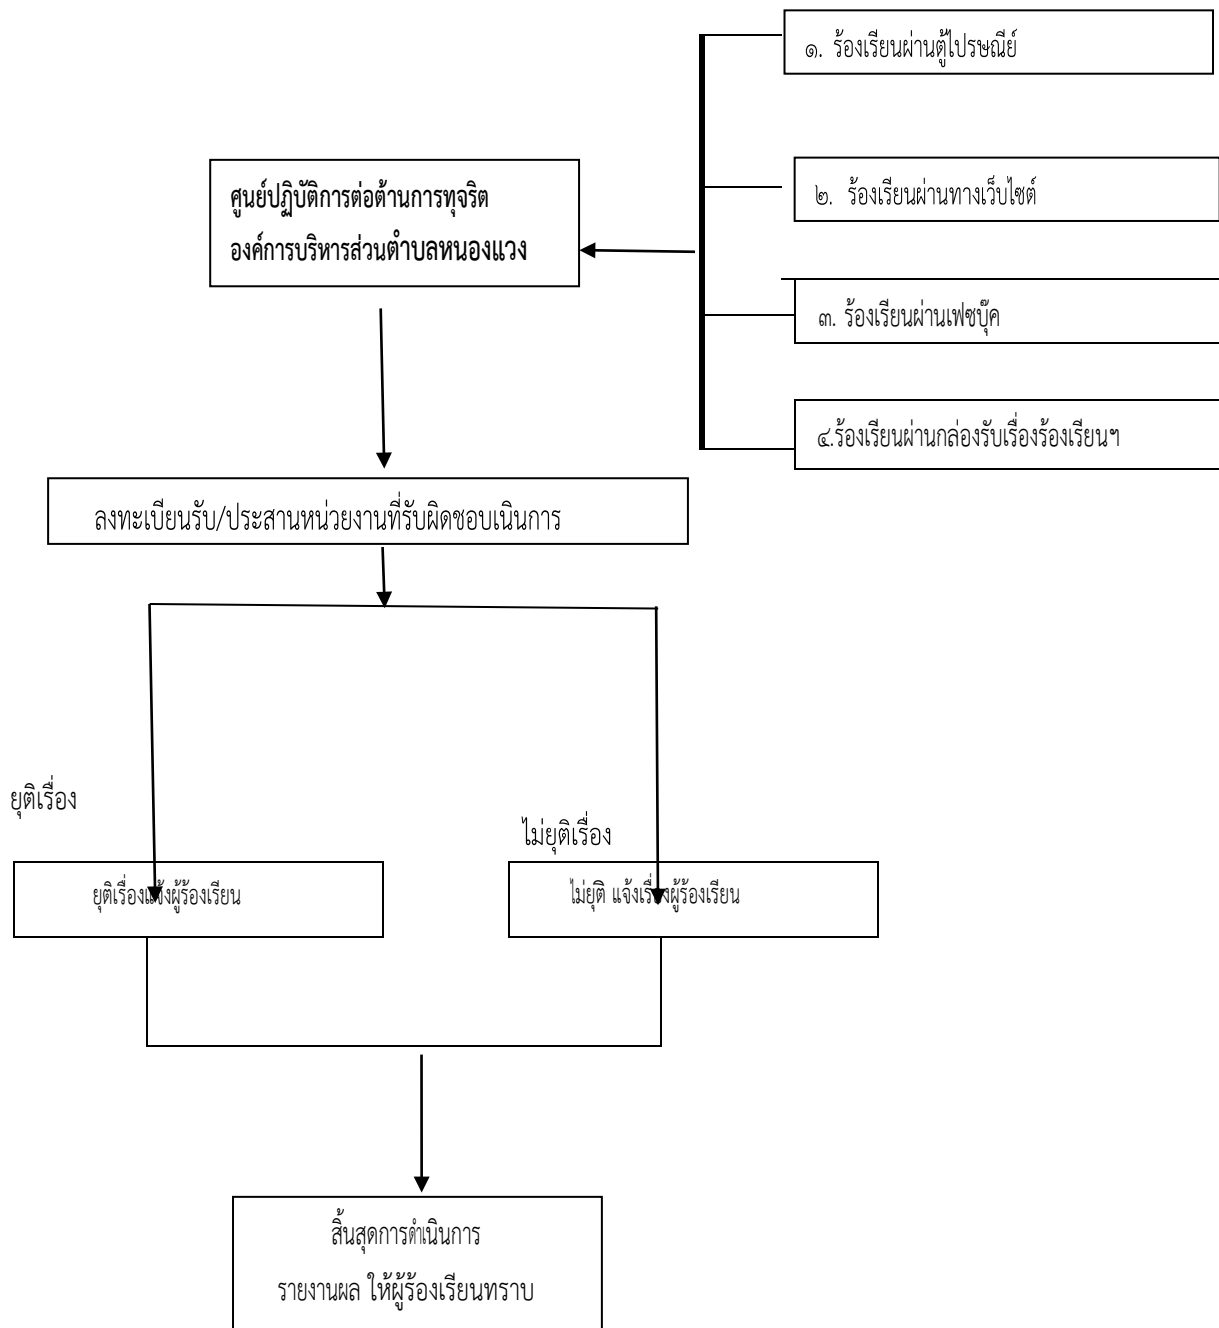 ๑. ร้องเรียนผ่านตู้ไปรษณีย์
ศูนย์ปฏิบัติการต่อต้านการทุจริต
องค์การบริหารส่วนตำบลหนองแวง
๒. ร้องเรียนผ่านทางเว็บไซต์
๓. ร้องเรียนผ่านเฟซบุ๊ค
๔.ร้องเรียนผ่านกล่องรับเรื่องร้องเรียนฯ
ลงทะเบียนรับ/ประสานหน่วยงานที่รับผิดชอบเนินการ
ยุติเรื่อง
ไม่ยุติเรื่อง
ยุติเรื่องแจ้งผู้ร้องเรียน
ไม่ยุติ แจ้งเรื่องผู้ร้องเรียน
สิ้นสุดการดำเนินการ
รายงานผล ให้ผู้ร้องเรียนทราบ